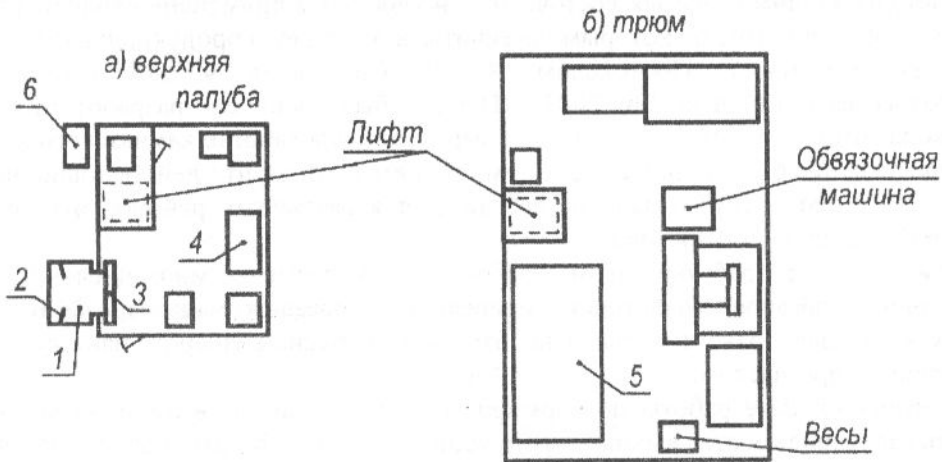 а) верхняя
палуба
б) трюм
6
Лифт
Обвязочная
машина
4
2
3
1
5
Весы